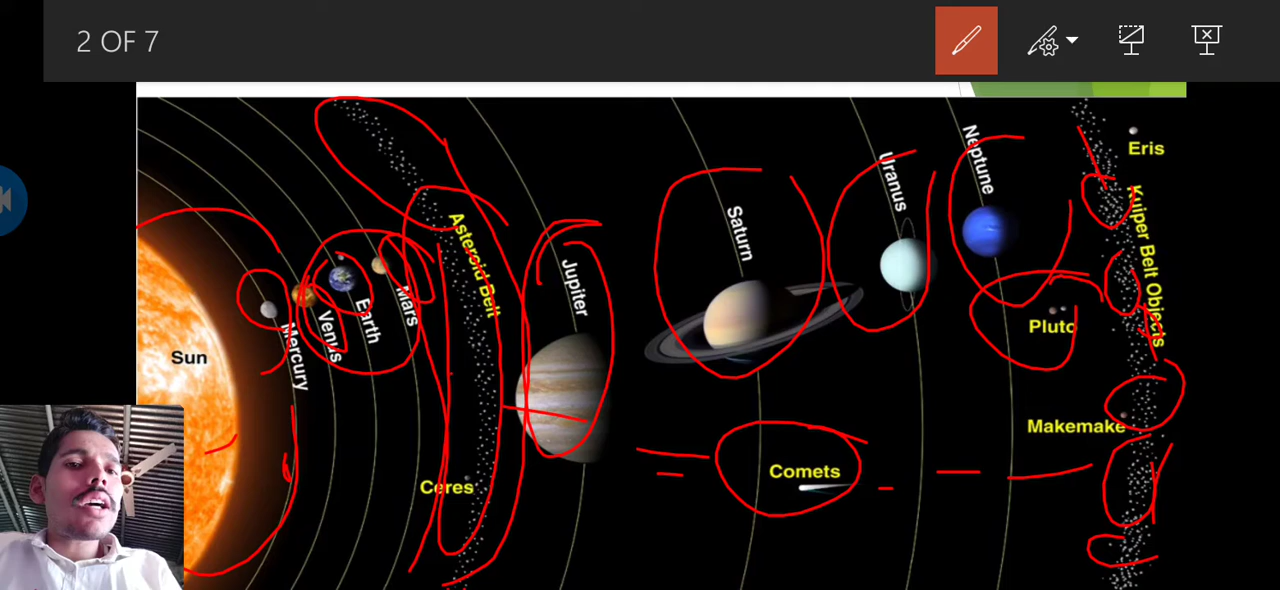 2 OF 7
Eris
Neptune
Uranus
Saturn
Kuiper Belt Objects
Asteroid Belt
Jupiter
Mars
Earth
Venus
Mercury
Sun
Pluto
Makemake
Comets
Ceres